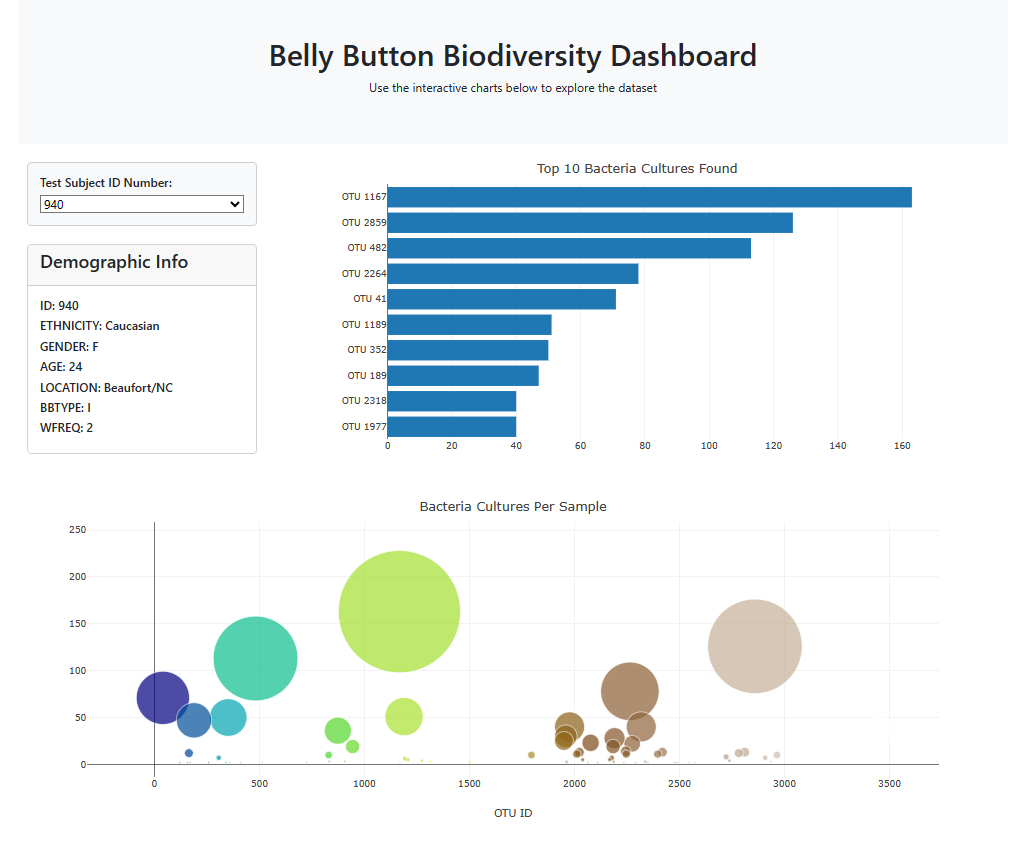 Belly Button Biodiversity Dashboard
Use the interactive charts below to explore the dataset
Test Subject ID Number:
940
Demographic Info
ID: 940
ETHNICITY: Caucasian
GENDER: F
AGE: 24
LOCATION: Beaufort/NC
BBTYPE: I
WFREQ: 2
Top 10 Bacteria Cultures Found
OTU 1167
OTU 2859
OTU 482
OTU 2264
OTU 41
OTU 1189
OTU 352
OTU 189
OTU 2318
OTU 1977
0 20 40 60 80 100 120 140 160
Bacteria Cultures Per Sample
250
200
150
100
50
0
0 500 1000 1500 2000 2500 3000 3500
OTU ID